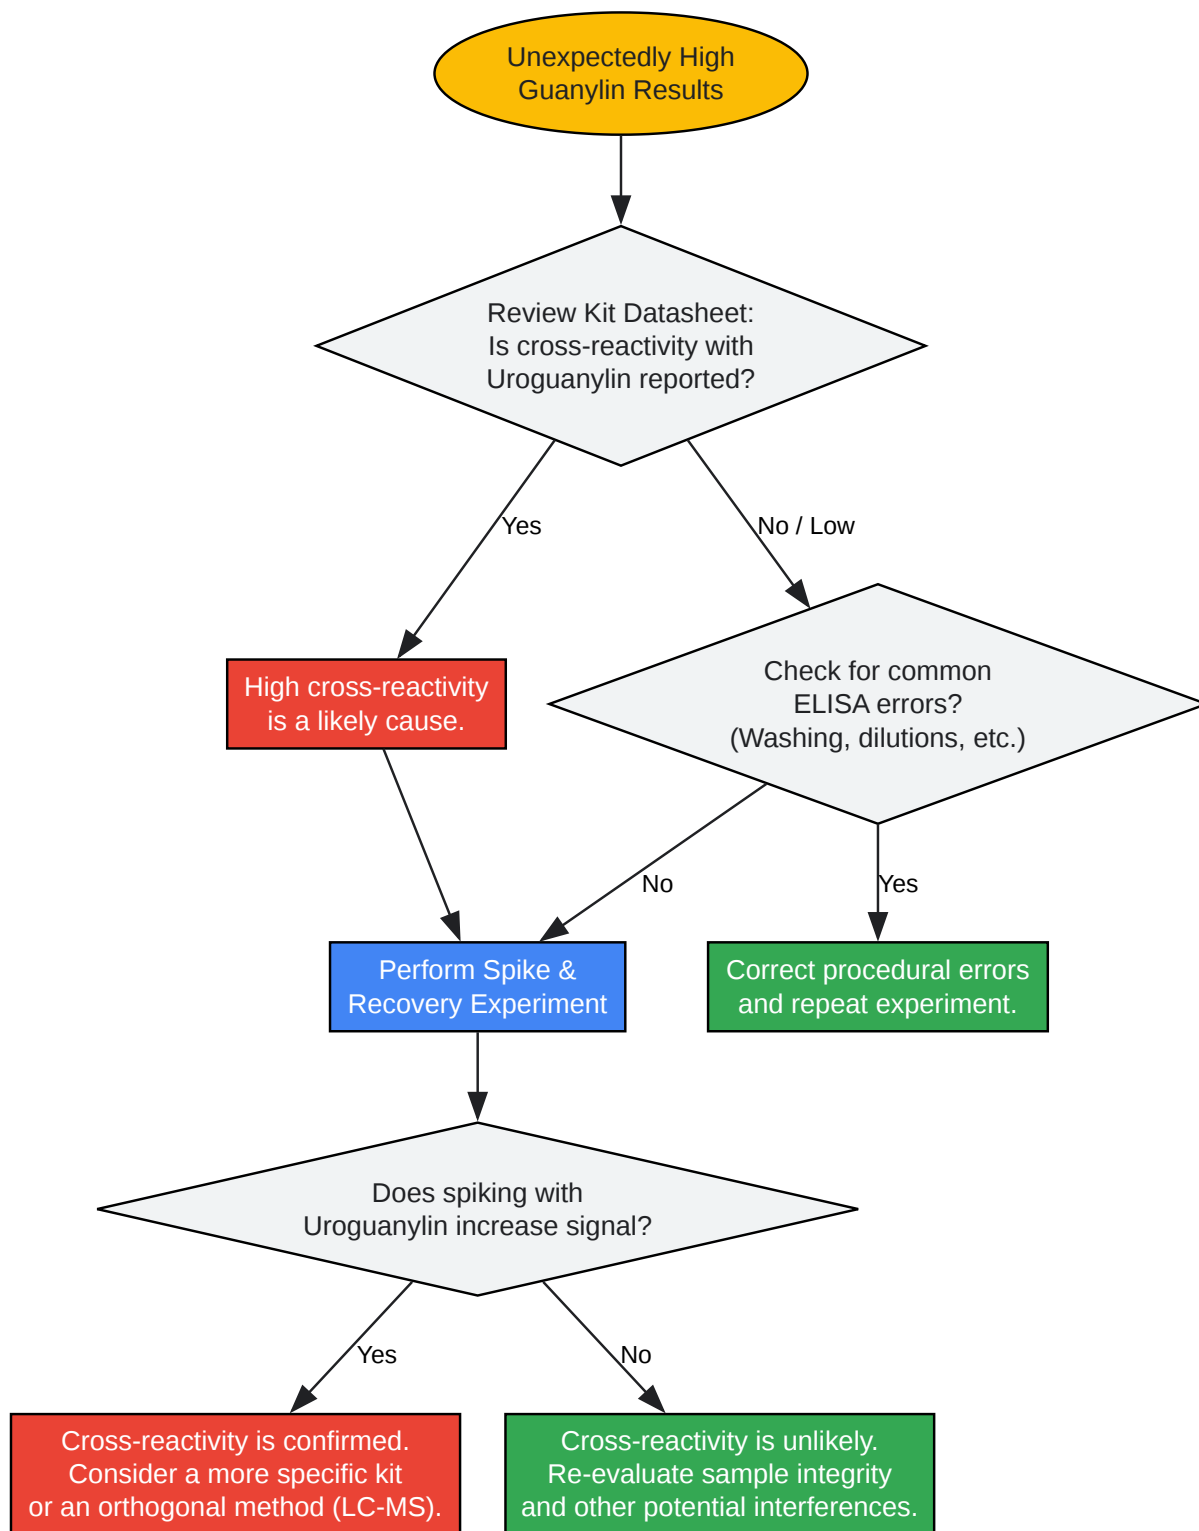 Unexpectedly High
Guanylin Results
Review Kit Datasheet:
Is cross-reactivity with
Uroguanylin reported?
Yes
No / Low
High cross-reactivity
is a likely cause.
Check for common
ELISA errors?
(Washing, dilutions, etc.)
No
Yes
Perform Spike &
Recovery Experiment
Correct procedural errors
and repeat experiment.
Does spiking with
Uroguanylin increase signal?
Yes
No
Cross-reactivity is confirmed.
Consider a more specific kit
or an orthogonal method (LC-MS).
Cross-reactivity is unlikely.
Re-evaluate sample integrity
and other potential interferences.